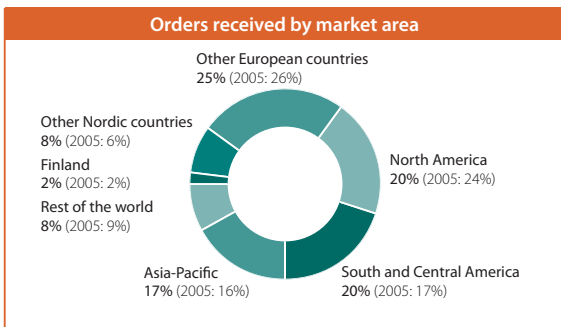 Orders received by market area
Other European countries
25% (2005: 26%)
Other Nordic countries
8% (2005: 6%)
Finland
2% (2005: 2%)
Rest of the world
8% (2005: 9%)
North America
20% (2005: 24%)
Asia-Pacific
17% (2005: 16%)
South and Central America
20% (2005: 17%)